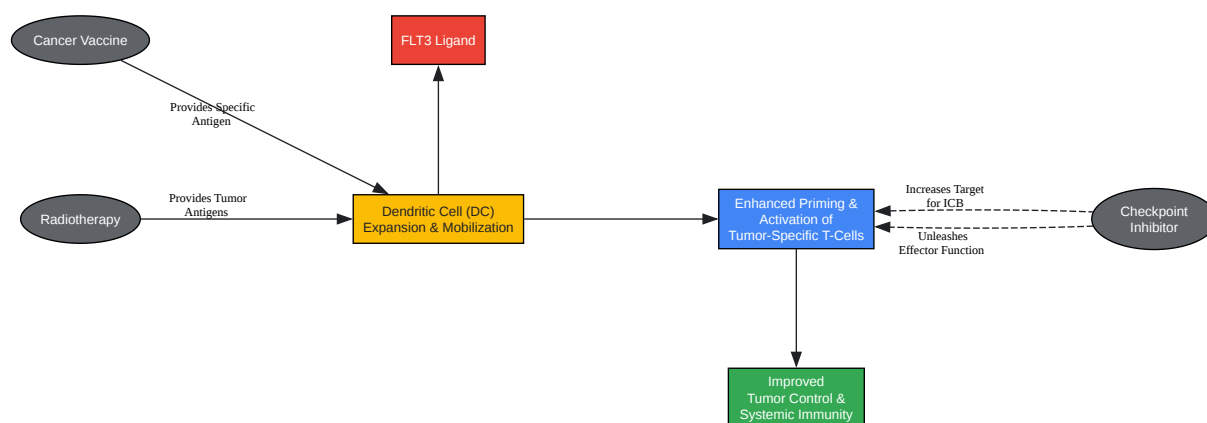 Cancer Vaccine
FLT3 Ligand
Provides Specific
Antigen
Radiotherapy
Provides Tumor
Antigens
Dendritic Cell (DC)
Expansion & Mobilization
Enhanced Priming &
Activation of
Tumor-Specific T-Cells
Increases Target
for ICB
Unleashes
Effector Function
Checkpoint
Inhibitor
Improved
Tumor Control &
Systemic Immunity